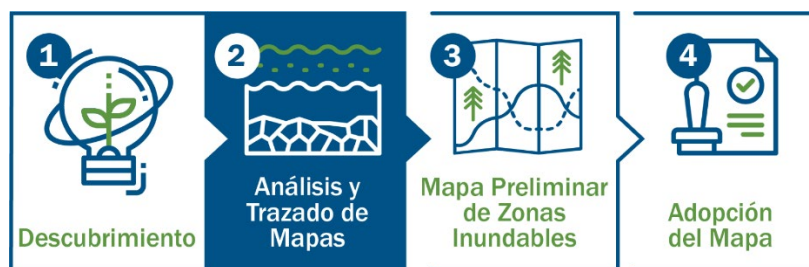 1
Descubrimiento
2
Análisis y
Trazado de
Mapas
3
Mapa Preliminar
de Zonas
Inundables
4
Adopción
del Mapa